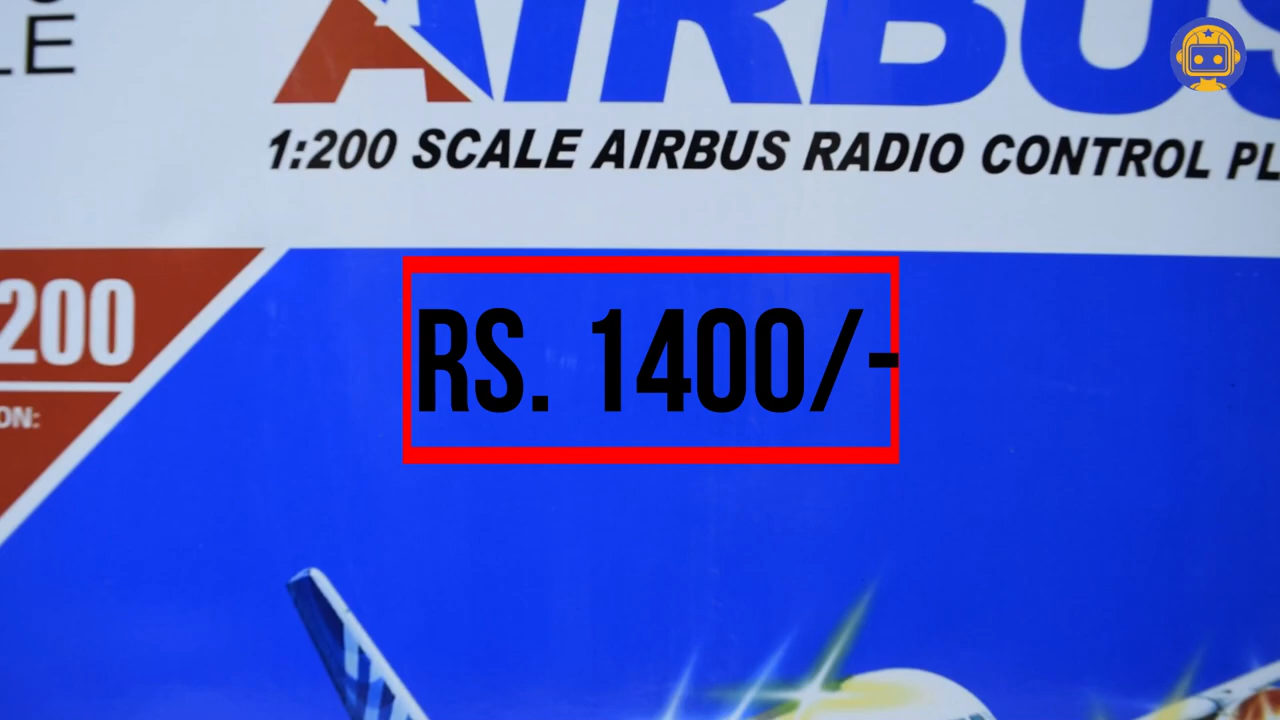 LE
AIRBUS
1:200 SCALE AIRBUS RADIO CONTROL PL
200
ON:
RS. 1400/-